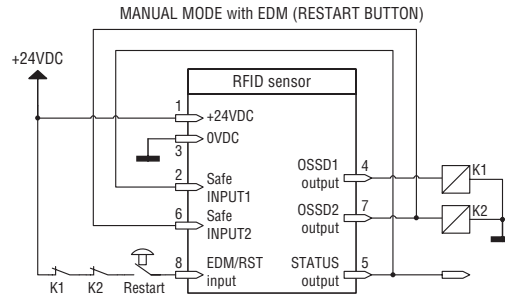 MANUAL MODE with EDM (RESTART BUTTON)
+24VDC
RFID sensor
1 +24VDC
0VDC
3
2 Safe INPUT1
6 Safe INPUT2
8 EDM/RST input
OSSD1 output 4
OSSD2 output 7
STATUS output 5
K1
K2
K1 K2 Restart